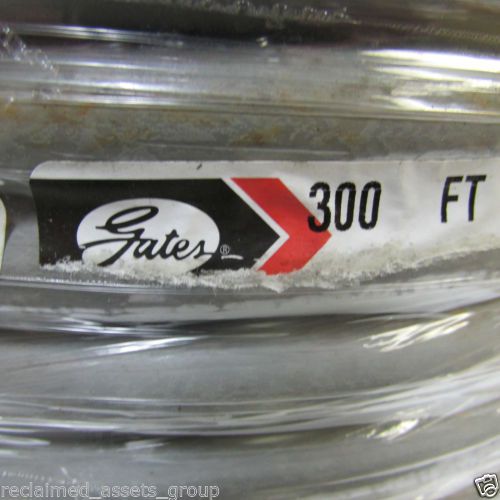 Gates® 300 FT
reclaimed_assets_group